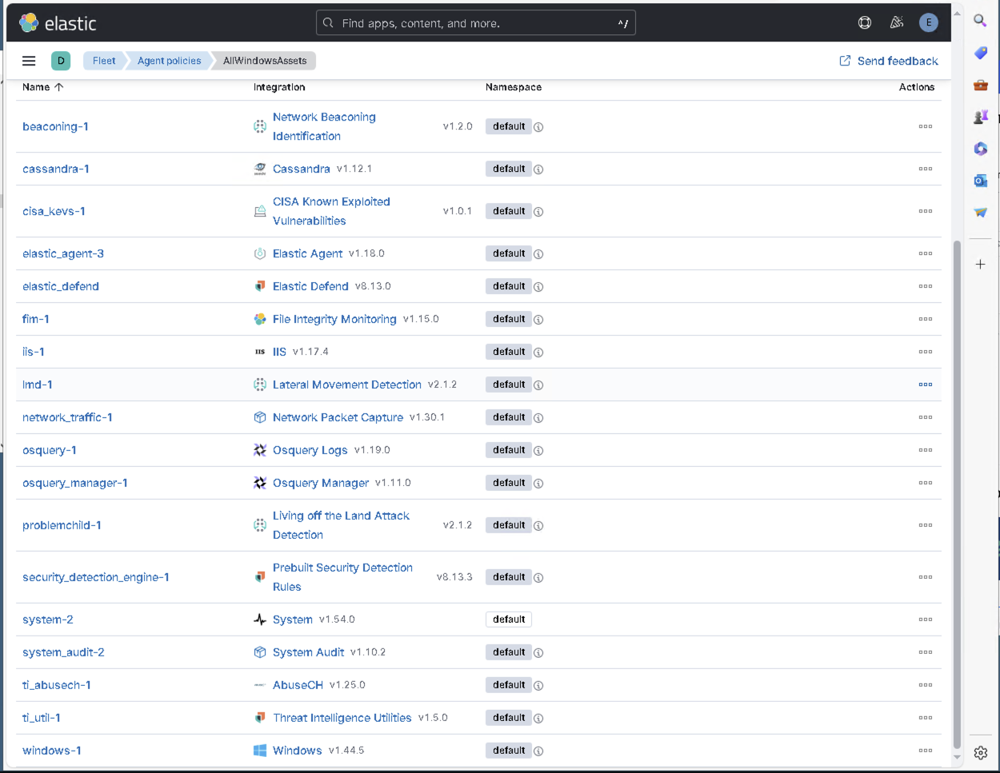 elastic
Find apps, content, and more.
^/
E
D
Fleet
Agent policies
AllWindowsAssets
Send feedback
Name ↑
Integration
Namespace
Actions
beaconing-1
Network Beaconing
Identification
v1.2.0
default
cassandra-1
Cassandra v1.12.1
default
cisa_kevs-1
CISA Known Exploited
Vulnerabilities
v1.0.1
default
elastic_agent-3
Elastic Agent v1.18.0
default
elastic_defend
Elastic Defend v8.13.0
default
fim-1
File Integrity Monitoring v1.15.0
default
iis-1
IIS
IIS v1.17.4
default
lmd-1
Lateral Movement Detection v2.1.2
default
network_traffic-1
Network Packet Capture v1.30.1
default
osquery-1
Osquery Logs v1.19.0
default
osquery_manager-1
Osquery Manager v1.11.0
default
problemchild-1
Living off the Land Attack
Detection
v2.1.2
default
security_detection_engine-1
Prebuilt Security Detection
Rules
v8.13.3
default
system-2
System v1.54.0
default
system_audit-2
System Audit v1.10.2
default
ti_abusech-1
AbuseCH v1.25.0
default
ti_util-1
Threat Intelligence Utilities v1.5.0
default
windows-1
Windows v1.44.5
default